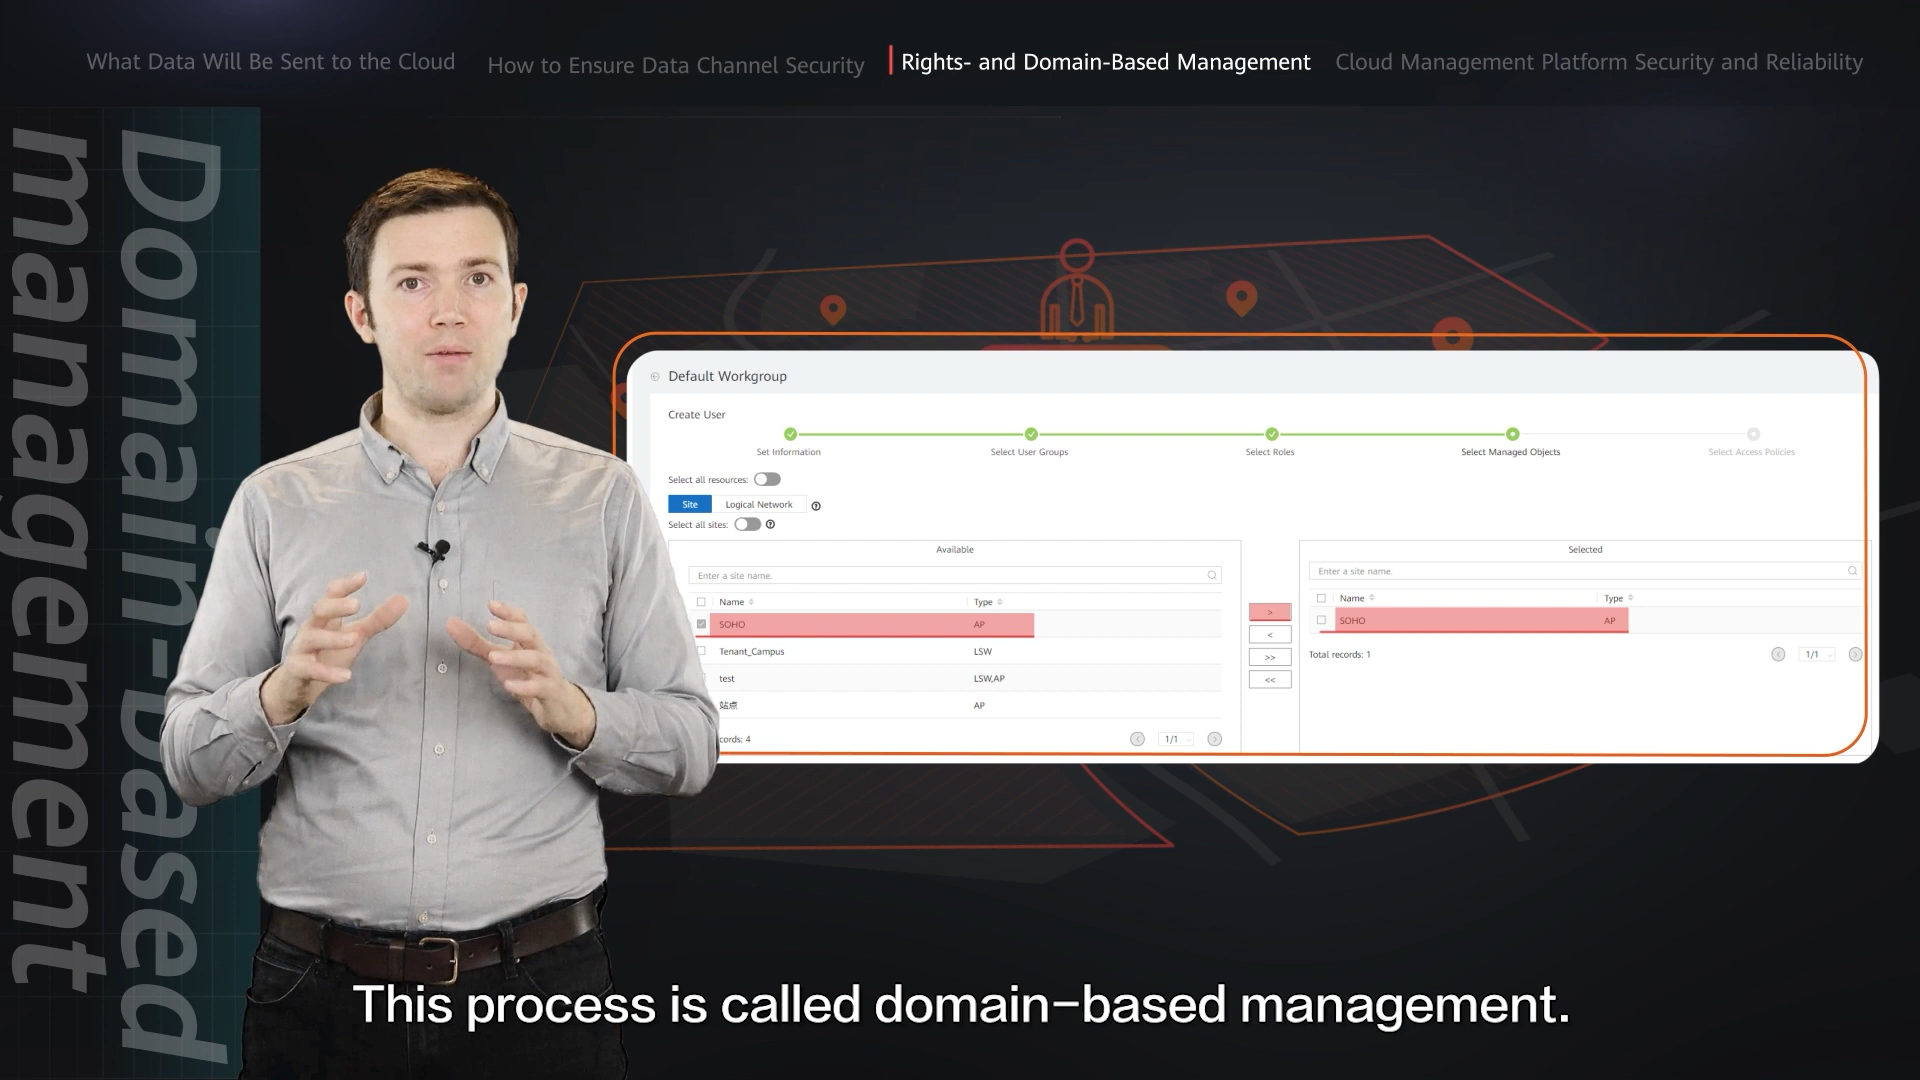 What Data Will Be Sent to the Cloud
How to Ensure Data Channel Security
Rights- and Domain-Based Management
Cloud Management Platform Security and Reliability
Domain-based
management
Default Workgroup
Create User
Set Information
Select User Groups
Select Roles
Select Managed Objects
Select Access Policies
Select all resources:
Site
Logical Network
Select all sites:
Available
Enter a site name.
Name
Type
SOHO
AP
Tenant_Campus
LSW
test
LSW,AP
站点
AP
cords: 4
1/1
>
<
>>
<<
Selected
Enter a site name.
Name
Type
SOHO
AP
Total records: 1
1/1
This process is called domain-based management.